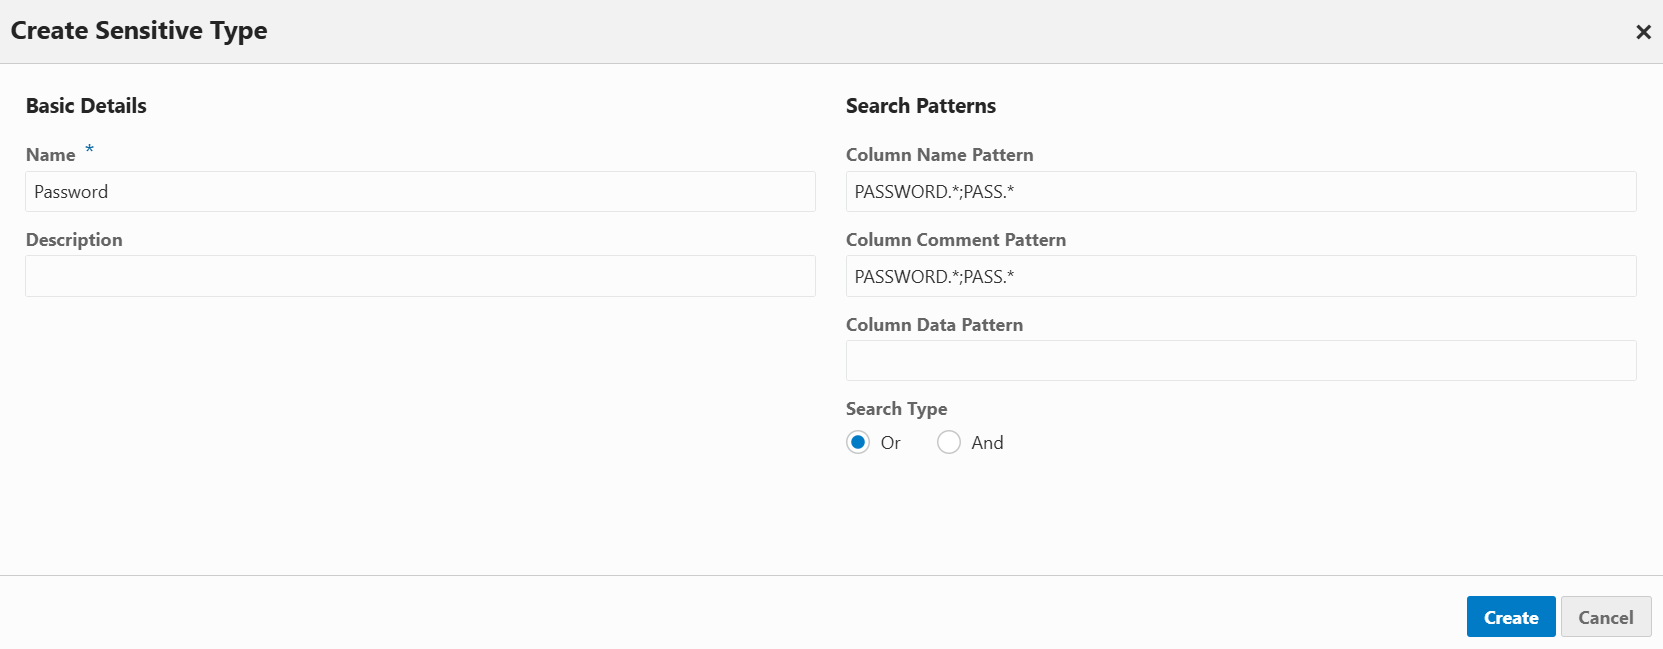 Create Sensitive Type
×
Basic Details
Name *
Password
Description
Search Patterns
Column Name Pattern
PASSWORD.*;PASS.*
Column Comment Pattern
PASSWORD.*;PASS.*
Column Data Pattern
Search Type
Or And
Create Cancel